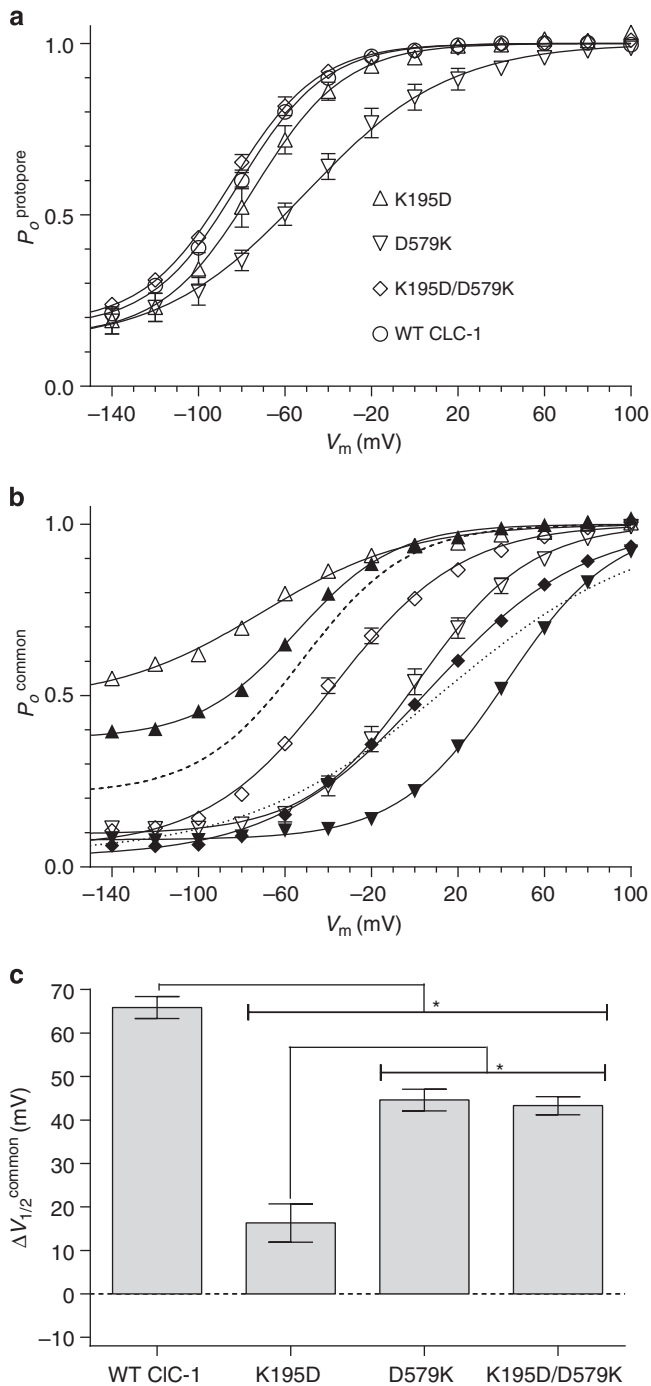 a
1.0
0.5
0.0
P_o^protopore
K195D
D579K
K195D/D579K
WT CLC-1
−140 −100 −60 −20 20 60 100
V_m (mV)
b
1.0
0.5
0.0
P_o^common
−140 −100 −60 −20 20 60 100
V_m (mV)
c
70
60
50
40
30
20
10
0
−10
ΔV_1/2^common (mV)
*
*
WT ClC-1 K195D D579K K195D/D579K